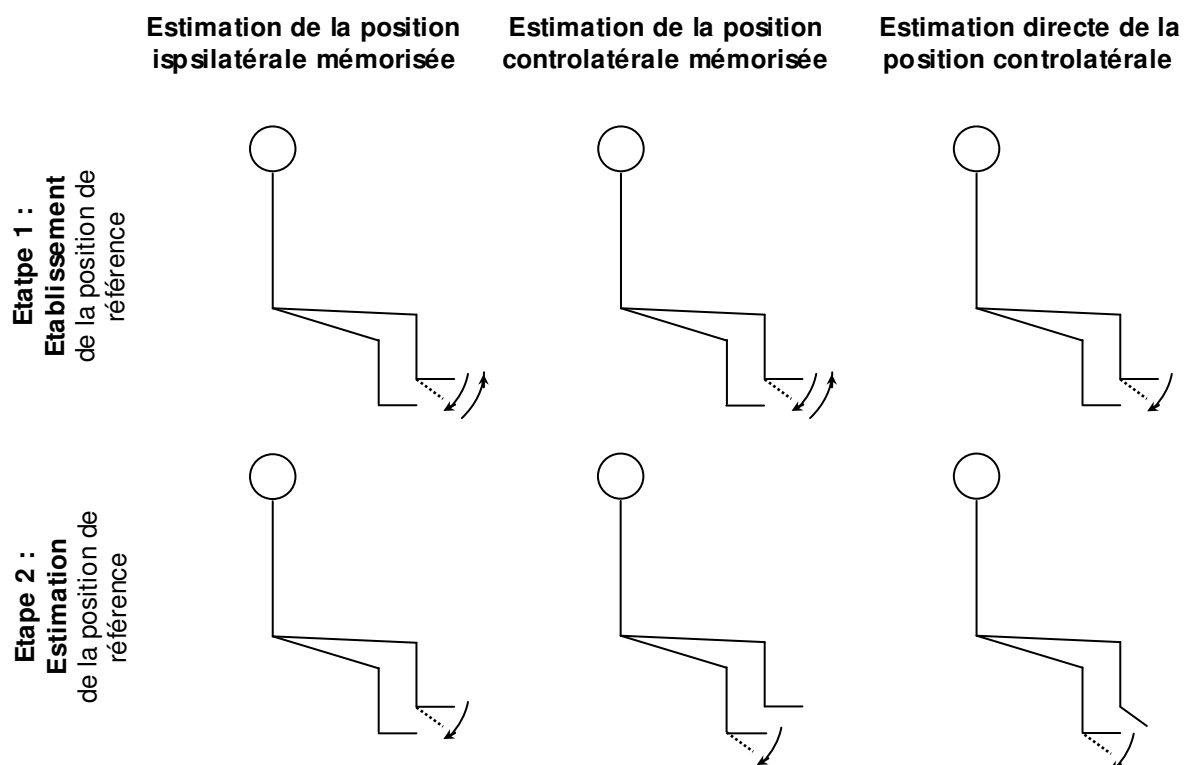 Estimation de la position
ispsilatérale mémorisée
Estimation de la position
controlatérale mémorisée
Estimation directe de la
position controlatérale
Etatpe 1 :
Etablissement
de la position de
référence
Etape 2 :
Estimation
de la position de
référence